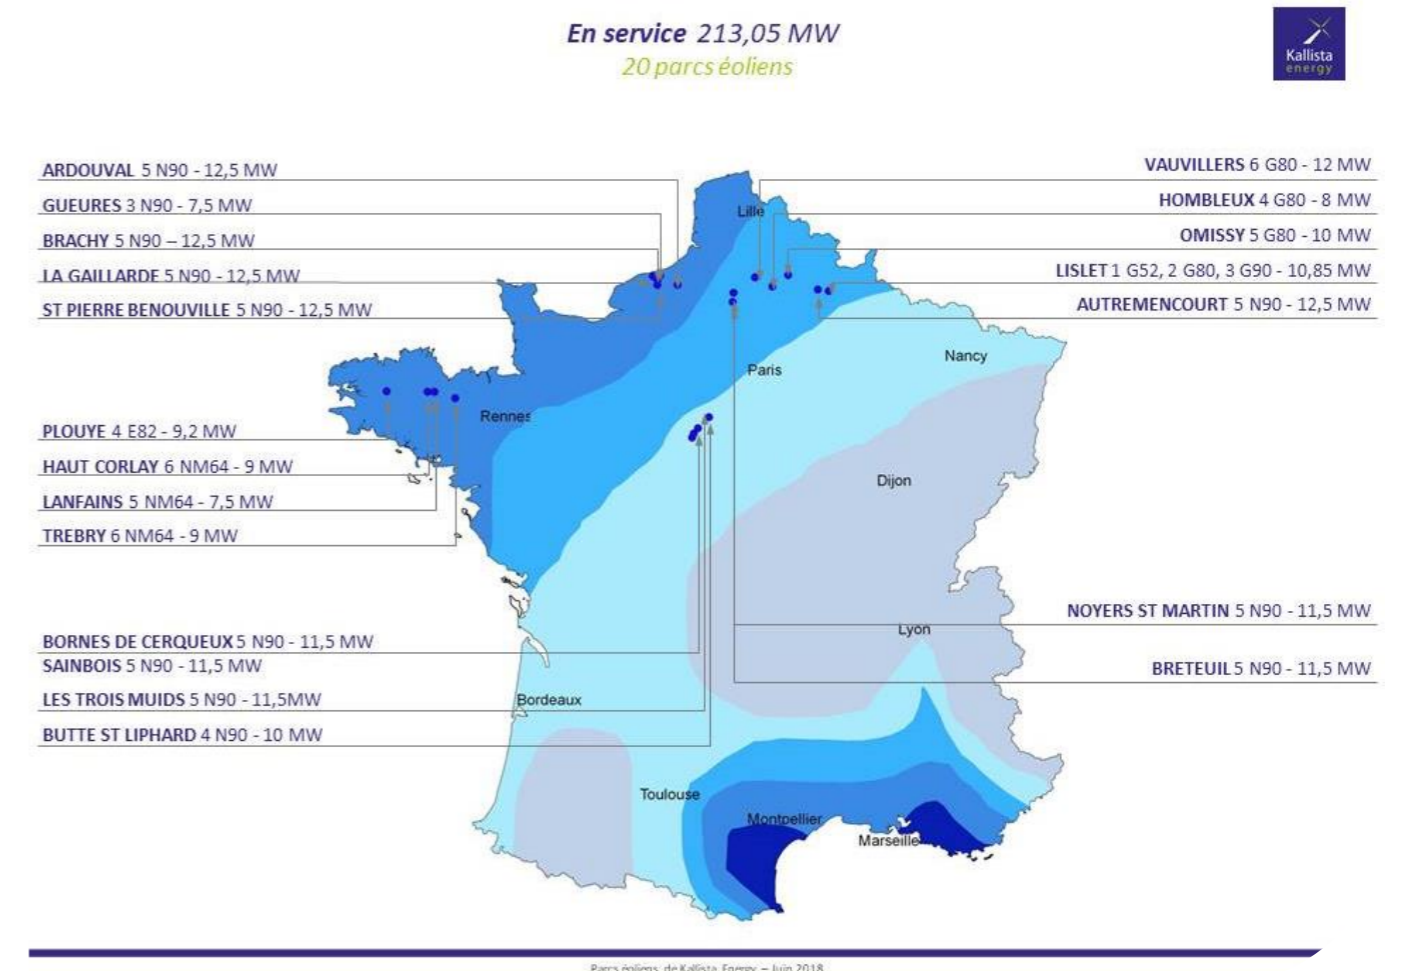 En service 213,05 MW
20 parcs éoliens
Kallista
energy
ARDOUVAL 5 N90 - 12,5 MW
GUEURES 3 N90 - 7,5 MW
BRACHY 5 N90 – 12,5 MW
LA GAILLARDE 5 N90 - 12,5 MW
ST PIERRE BENOUVILLE 5 N90 - 12,5 MW
VAUVILLERS 6 G80 - 12 MW
HOMBLEUX 4 G80 - 8 MW
OMISSY 5 G80 - 10 MW
LISLET 1 G52, 2 G80, 3 G90 - 10,85 MW
AUTREMENCOURT 5 N90 - 12,5 MW
Lille
Nancy
Paris
Rennes
PLOUYE 4 E82 - 9,2 MW
HAUT CORLAY 6 NM64 - 9 MW
LANFAINS 5 NM64 - 7,5 MW
TREBRY 6 NM64 - 9 MW
Dijon
NOYERS ST MARTIN 5 N90 - 11,5 MW
Lyon
BRETEUIL 5 N90 - 11,5 MW
BORNES DE CERQUEUX 5 N90 - 11,5 MW
SAINBOIS 5 N90 - 11,5 MW
LES TROIS MUIDS 5 N90 - 11,5MW
BUTTE ST LIPHARD 4 N90 - 10 MW
Bordeaux
Toulouse
Montpellier
Marseille
Parcs éoliens de Kallista Energy – Juin 2018